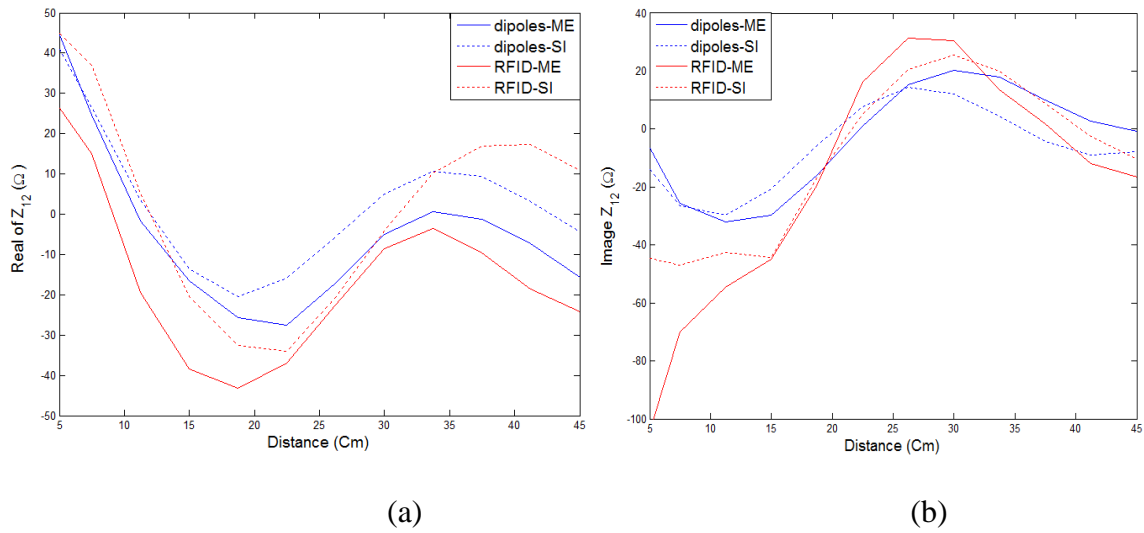 50
40
30
20
10
0
-10
-20
-30
-40
-50
Real of Z12 (Ω)
5 10 15 20 25 30 35 40 45
Distance (Cm)
dipoles-ME
dipoles-SI
RFID-ME
RFID-SI
(a)
40
20
0
-20
-40
-60
-80
-100
Image Z12 (Ω)
5 10 15 20 25 30 35 40 45
Distance (Cm)
dipoles-ME
dipoles-SI
RFID-ME
RFID-SI
(b)